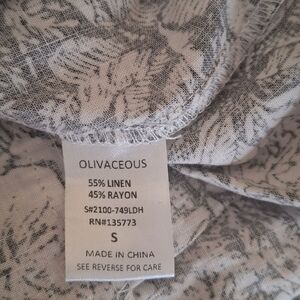 OLIVACEOUS
55% LINEN
45% RAYON
S#2100-749LDH
RN#135773
S
MADE IN CHINA
SEE REVERSE FOR CARE